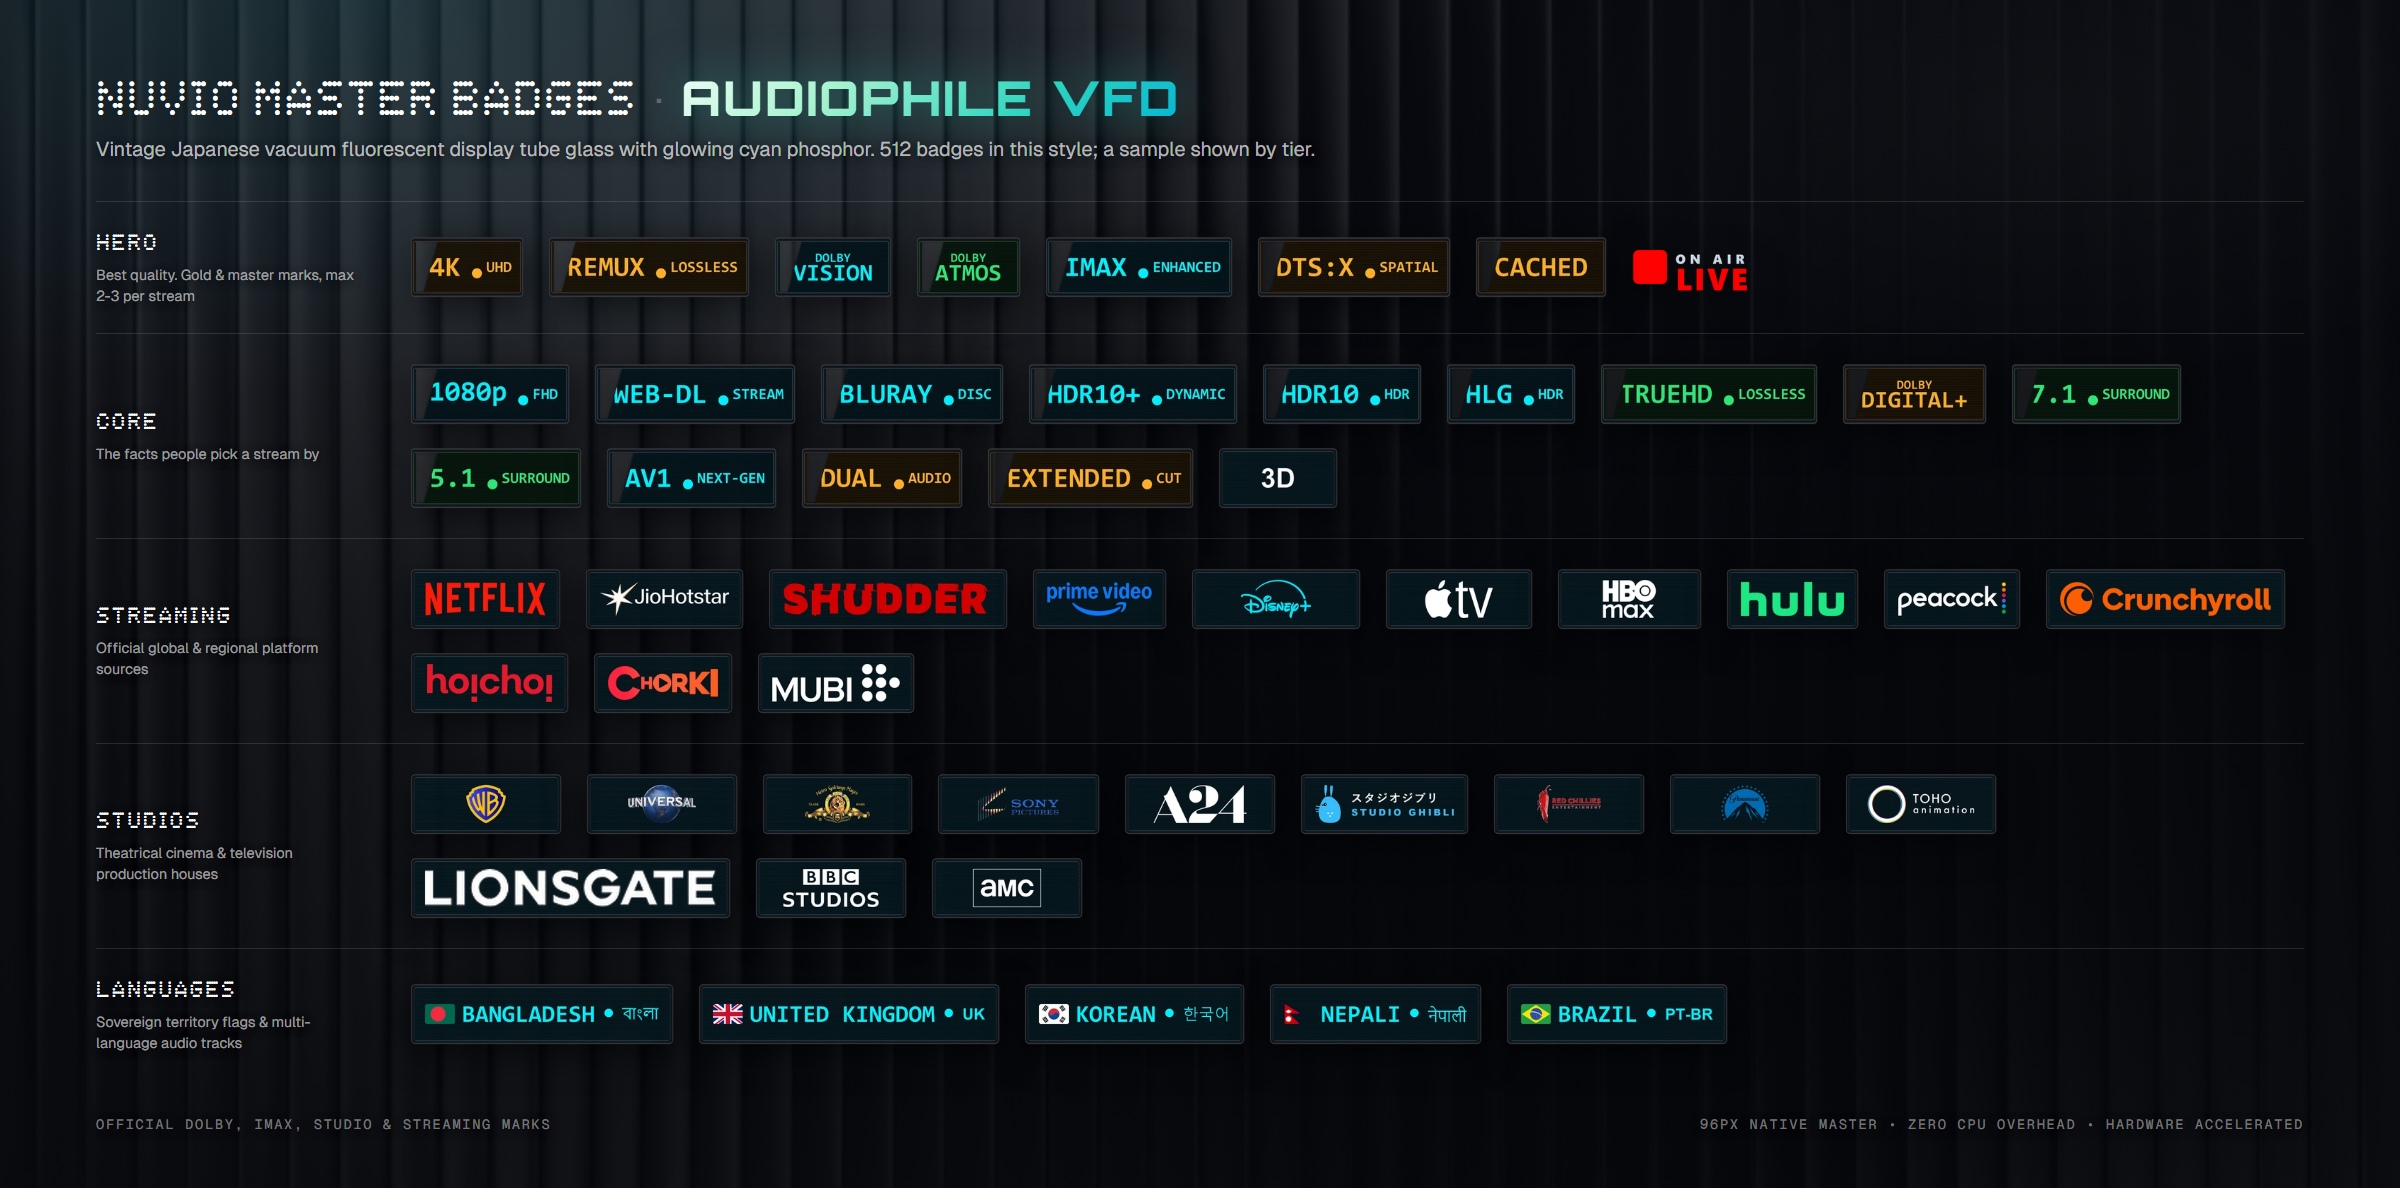 NUVIO MASTER BADGES · AUDIOPHILE VFD
Vintage Japanese vacuum fluorescent display tube glass with glowing cyan phosphor. 512 badges in this style; a sample shown by tier.
HERO
Best quality. Gold & master marks, max
2-3 per stream
4K • UHD
REMUX • LOSSLESS
DOLBY
VISION
DOLBY
ATMOS
IMAX • ENHANCED
DTS:X • SPATIAL
CACHED
ON AIR
LIVE
CORE
The facts people pick a stream by
1080p • FHD
WEB-DL • STREAM
BLURAY • DISC
HDR10+ • DYNAMIC
HDR10 • HDR
HLG • HDR
TRUEHD • LOSSLESS
DOLBY
DIGITAL+
7.1 • SURROUND
5.1 • SURROUND
AV1 • NEXT-GEN
DUAL • AUDIO
EXTENDED • CUT
3D
STREAMING
Official global & regional platform
sources
NETFLIX
JioHotstar
SHUDDER
prime video
Disney+
tv
HBO
max
hulu
peacock
Crunchyroll
hoichoi
CHORKI
MUBI
STUDIOS
Theatrical cinema & television
production houses
WB
UNIVERSAL
SONY
PICTURES
A24
スタジオジブリ
STUDIO GHIBLI
RED CHILLIES
ENTERTAINMENT
Paramount
TOHO
animation
LIONSGATE
BBC
STUDIOS
aMC
LANGUAGES
Sovereign territory flags & multi-
language audio tracks
BANGLADESH • বাংলা
UNITED KINGDOM • UK
KOREAN • 한국어
NEPALI • नेपाली
BRAZIL • PT-BR
OFFICIAL DOLBY, IMAX, STUDIO & STREAMING MARKS
96PX NATIVE MASTER • ZERO CPU OVERHEAD • HARDWARE ACCELERATED